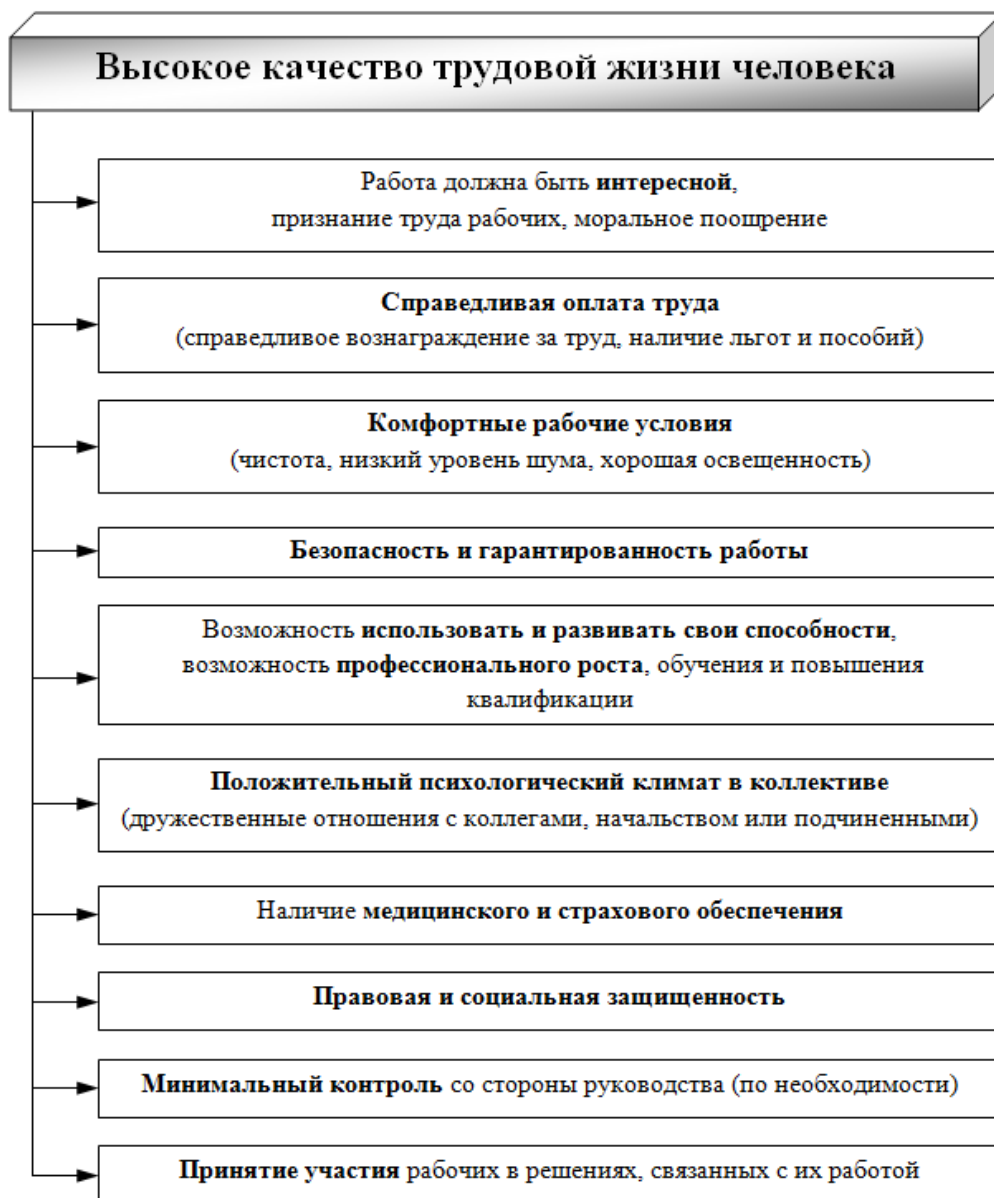 Высокое качество трудовой жизни человека
Работа должна быть интересной,
признание труда рабочих, моральное поощрение
Справедливая оплата труда
(справедливое вознаграждение за труд, наличие льгот и пособий)
Комфортные рабочие условия
(чистота, низкий уровень шума, хорошая освещенность)
Безопасность и гарантированность работы
Возможность использовать и развивать свои способности,
возможность профессионального роста, обучения и повышения
квалификации
Положительный психологический климат в коллективе
(дружественные отношения с коллегами, начальством или подчиненными)
Наличие медицинского и страхового обеспечения
Правовая и социальная защищенность
Минимальный контроль со стороны руководства (по необходимости)
Принятие участия рабочих в решениях, связанных с их работой